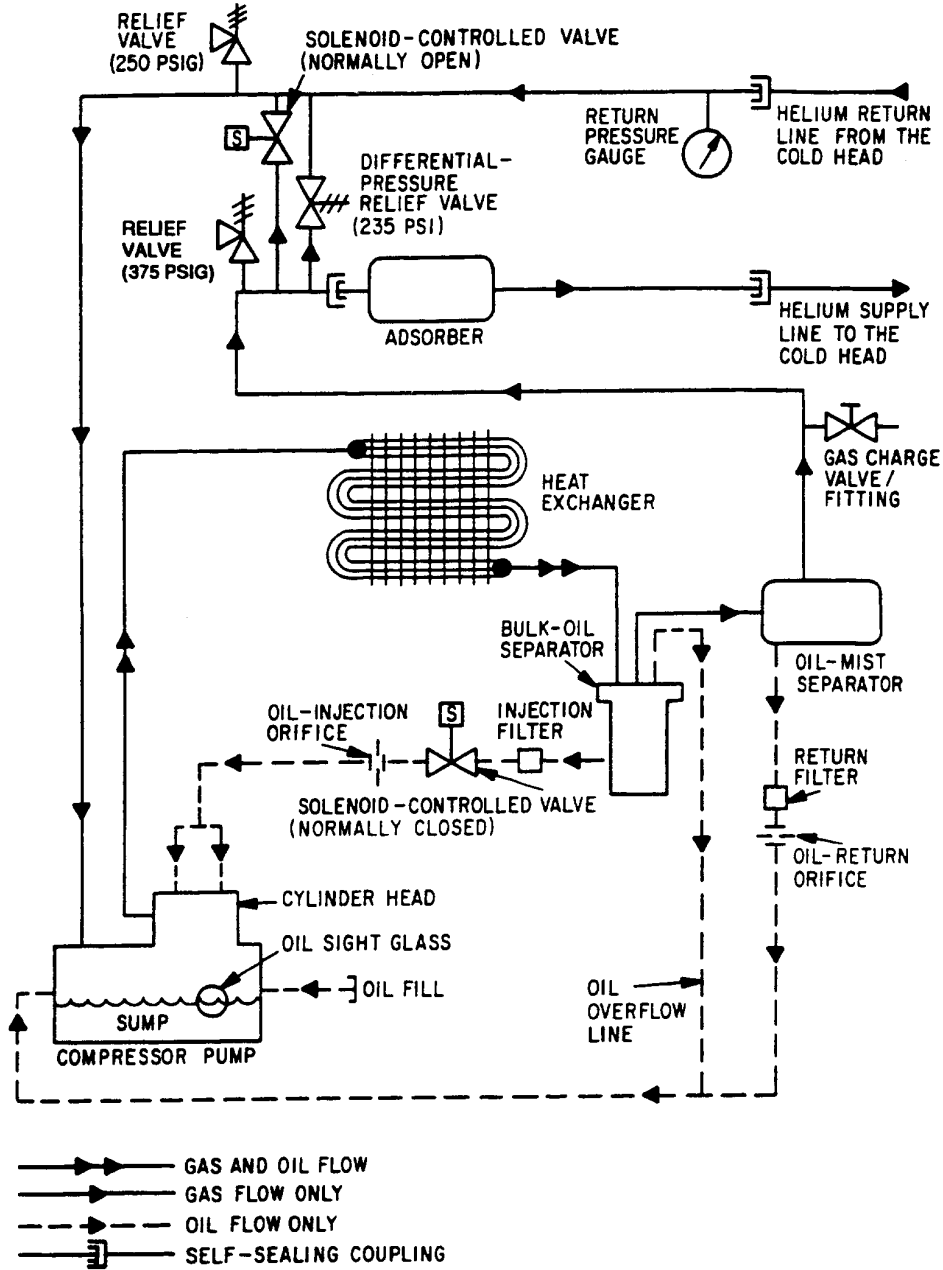 RELIEF
VALVE
(250 PSIG)
SOLENOID-CONTROLLED VALVE
(NORMALLY OPEN)
S
RETURN
PRESSURE
GAUGE
HELIUM RETURN
LINE FROM THE
COLD HEAD
DIFFERENTIAL-
PRESSURE
RELIEF VALVE
(235 PSI)
RELIEF
VALVE
(375 PSIG)
ADSORBER
HELIUM SUPPLY
LINE TO THE
COLD HEAD
GAS CHARGE
VALVE/
FITTING
HEAT
EXCHANGER
BULK-OIL
SEPARATOR
OIL-MIST
SEPARATOR
OIL-INJECTION
ORIFICE
S
INJECTION
FILTER
SOLENOID-CONTROLLED VALVE
(NORMALLY CLOSED)
RETURN
FILTER
OIL-RETURN
ORIFICE
CYLINDER HEAD
OIL SIGHT GLASS
OIL FILL
SUMP
COMPRESSOR PUMP
OIL
OVERFLOW
LINE
GAS AND OIL FLOW
GAS FLOW ONLY
OIL FLOW ONLY
SELF-SEALING COUPLING